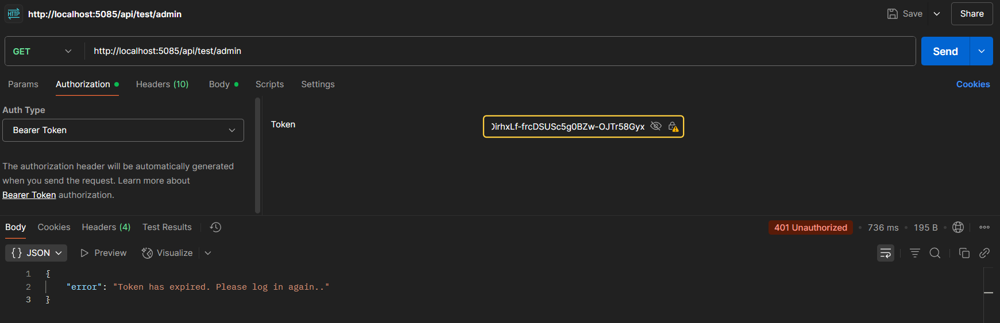 HTTP http://localhost:5085/api/test/admin Save Share
GET http://localhost:5085/api/test/admin Send
Params Authorization Headers (10) Body Scripts Settings Cookies
Auth Type
Bearer Token
Token
DirhxLf-frcDSUSc5g0BZw-OJTr58Gyx
The authorization header will be automatically generated
when you send the request. Learn more about
Bearer Token authorization.
Body Cookies Headers (4) Test Results 401 Unauthorized • 736 ms • 195 B •
{} JSON Preview Visualize
1 {
2 "error": "Token has expired. Please log in again.."
3 }